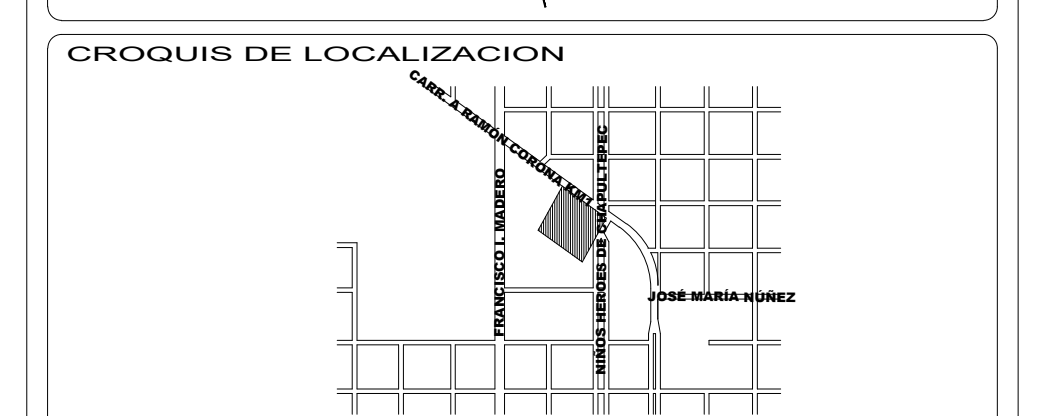 CROQUIS DE LOCALIZACION
CARR. A RAMÓN CORONA KM1
FRANCISCO I. MADERO
NIÑOS HEROES DE CHAPULTEPEC
JOSÉ MARÍA NÚÑEZ